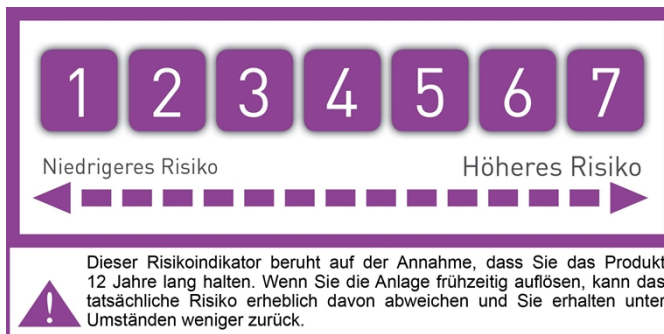 1 2 3 4 5 6 7
Niedrigeres Risiko Höheres Risiko
Dieser Risikoindikator beruht auf der Annahme, dass Sie das Produkt
12 Jahre lang halten. Wenn Sie die Anlage frühzeitig auflösen, kann das
tatsächliche Risiko erheblich davon abweichen und Sie erhalten unter
Umständen weniger zurück.